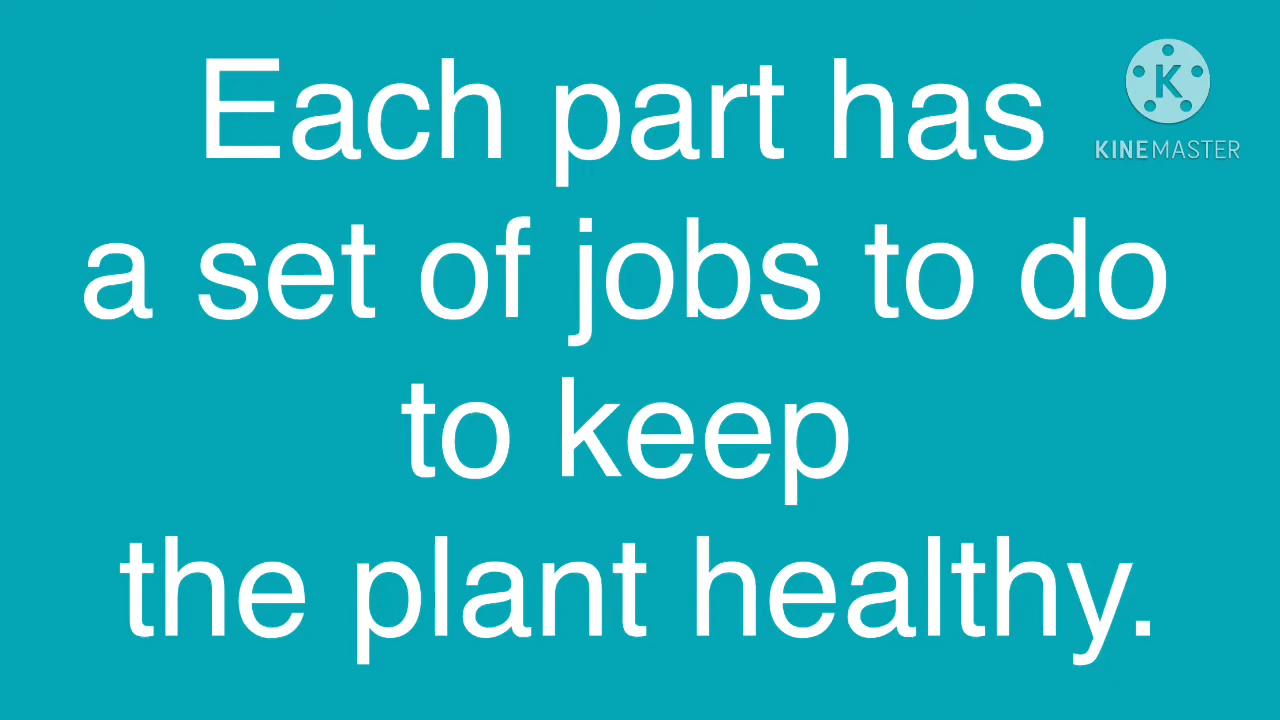 Each part has
K
KINEMASTER
a set of jobs to do
to keep
the plant healthy.